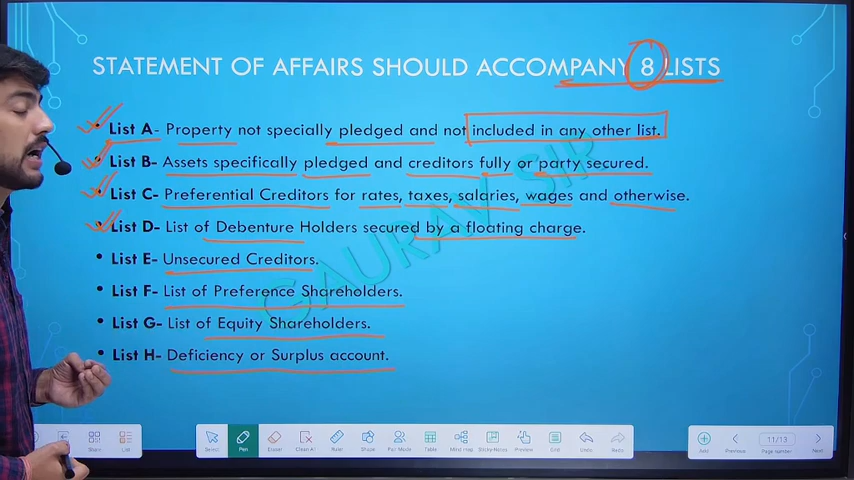 STATEMENT OF AFFAIRS SHOULD ACCOMPANY 8 LISTS
• List A- Property not specially pledged and not included in any other list.
• List B- Assets specifically pledged and creditors fully or party secured.
• List C- Preferential Creditors for rates, taxes, salaries, wages and otherwise.
• List D- List of Debenture Holders secured by a floating charge.
• List E- Unsecured Creditors.
• List F- List of Preference Shareholders.
• List G- List of Equity Shareholders.
• List H- Deficiency or Surplus account.
GAURAV SIR
Share List Select Pen Eraser Clean All Ruler Shape Pan Mode Table Mind map Sticky-Notes Preview Grid Undo Redo Add Previous 11/13 Page number Next